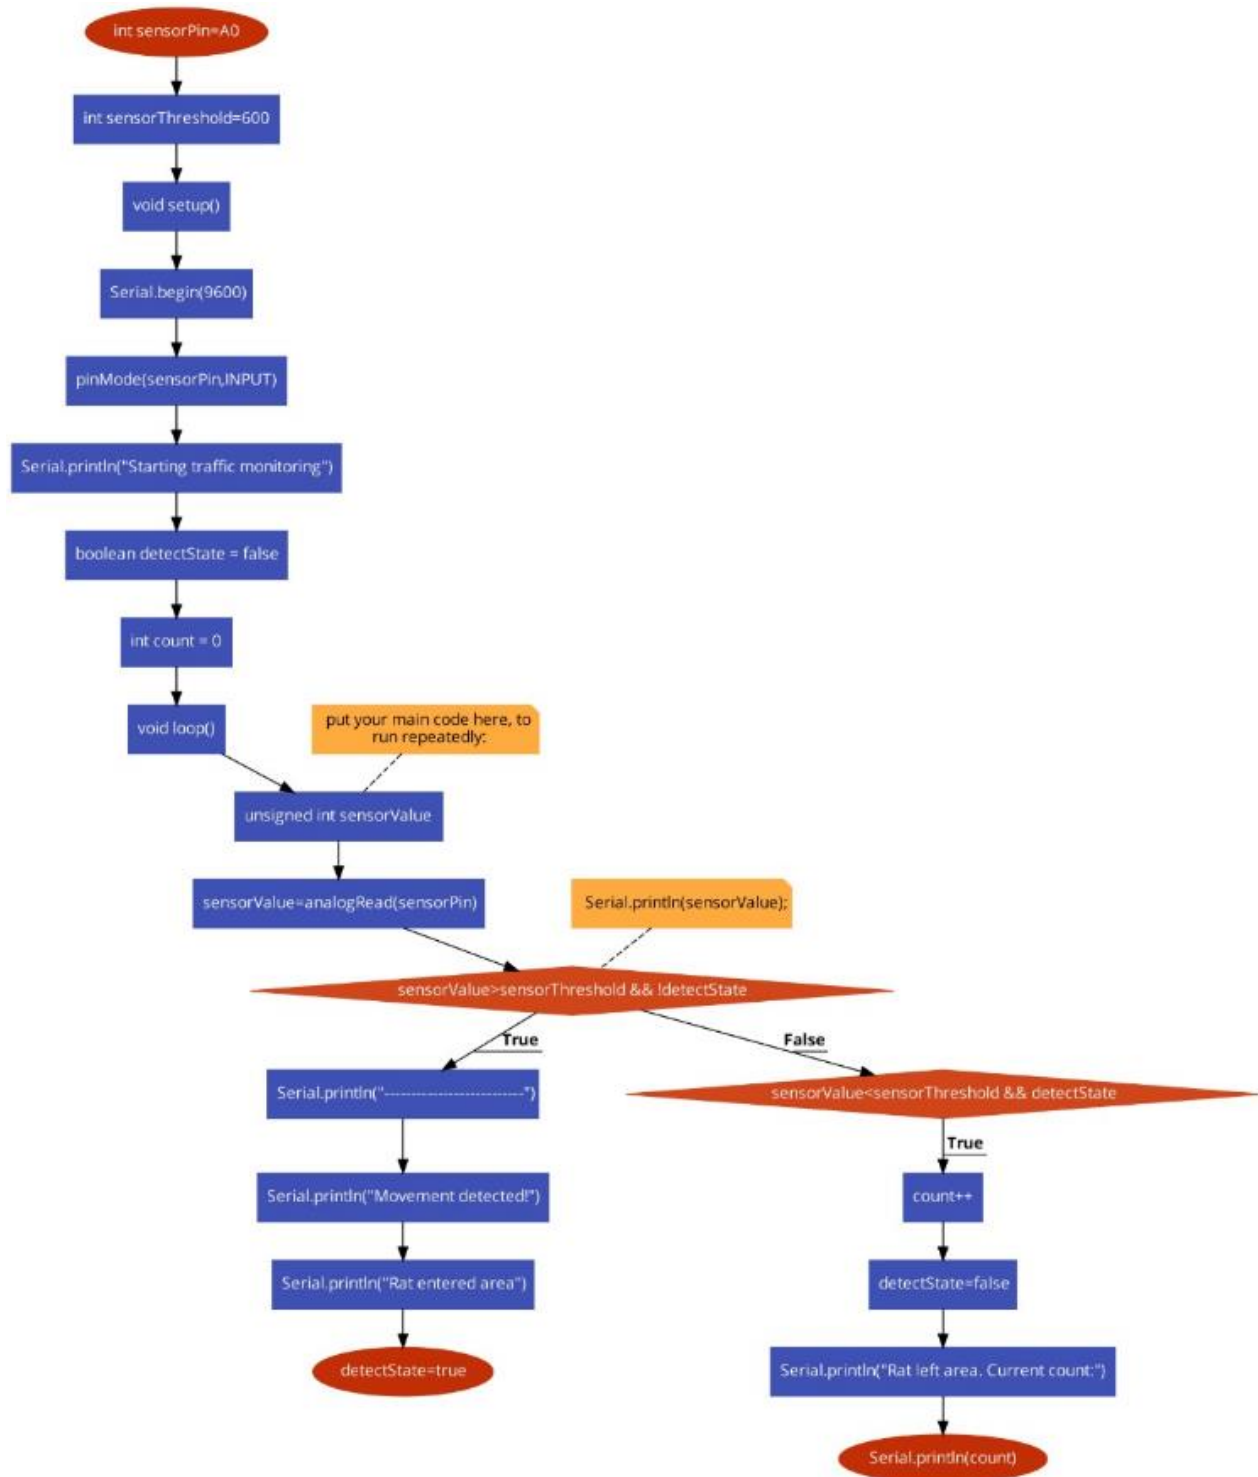 int sensorPin=A0
int sensorThreshold=600
void setup()
Serial.begin(9600)
pinMode(sensorPin,INPUT)
Serial.println("Starting traffic monitoring")
boolean detectState = false
int count = 0
void loop()
put your main code here, to
run repeatedly:
unsigned int sensorValue
sensorValue=analogRead(sensorPin)
Serial.println(sensorValue);
sensorValue>sensorThreshold && !detectState
True
False
Serial.println("----------------------------")
sensorValue<sensorThreshold && detectState
True
Serial.println("Movement detected!")
count++
Serial.println("Rat entered area")
detectState=false
detectState=true
Serial.println("Rat left area. Current count:")
Serial.println(count)